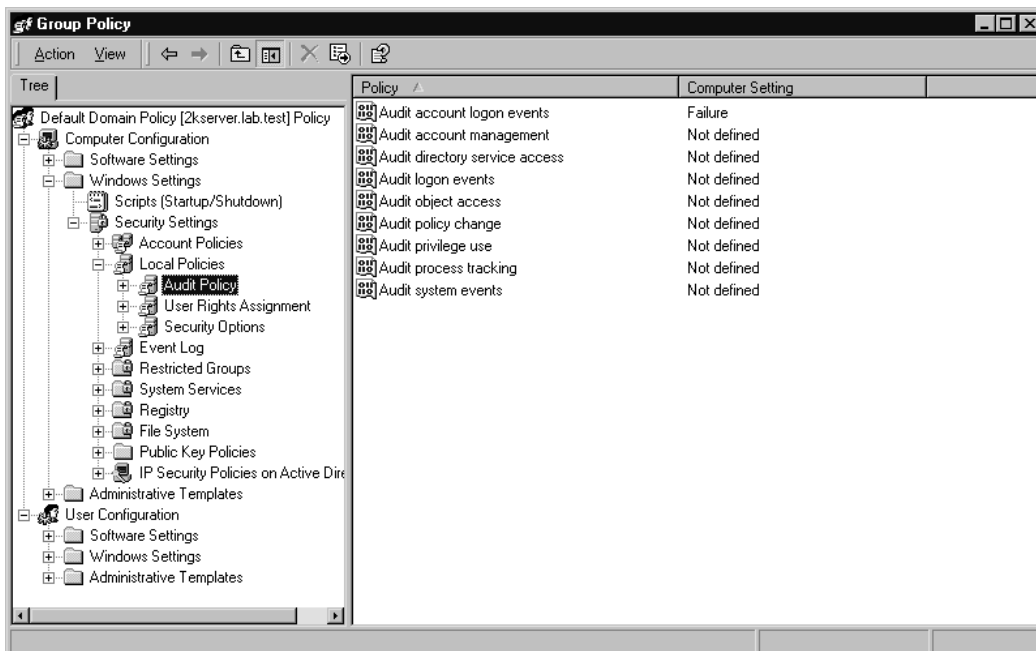 Group Policy
Action View
Tree
Policy Computer Setting
Default Domain Policy [2kserver.lab.test] Policy
Computer Configuration
Software Settings
Windows Settings
Scripts (Startup/Shutdown)
Security Settings
Account Policies
Local Policies
Audit Policy
User Rights Assignment
Security Options
Event Log
Restricted Groups
System Services
Registry
File System
Public Key Policies
IP Security Policies on Active Dire
Administrative Templates
User Configuration
Software Settings
Windows Settings
Administrative Templates
Audit account logon events Failure
Audit account management Not defined
Audit directory service access Not defined
Audit logon events Not defined
Audit object access Not defined
Audit policy change Not defined
Audit privilege use Not defined
Audit process tracking Not defined
Audit system events Not defined